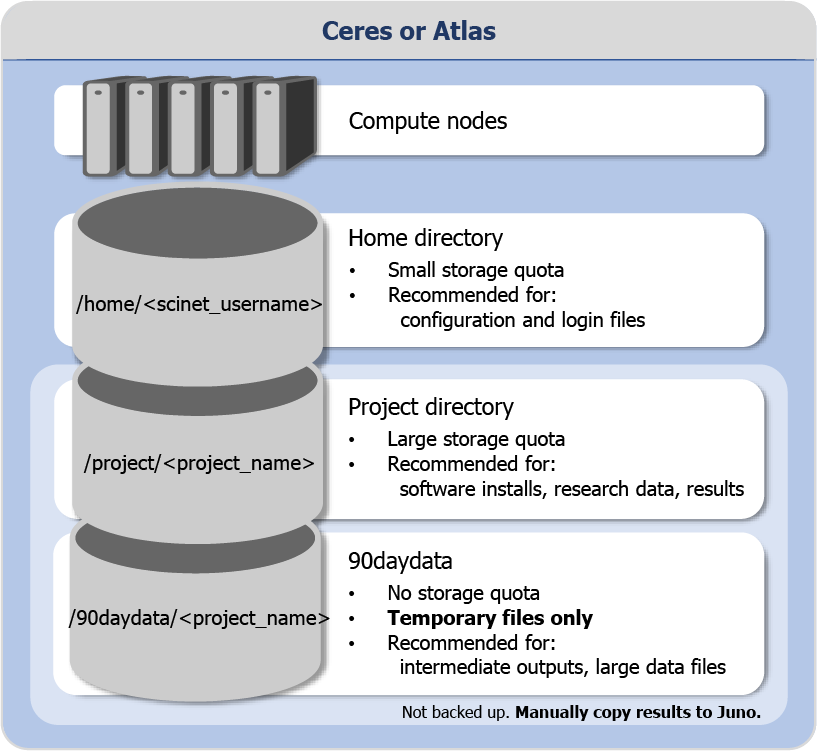 Ceres or Atlas
Compute nodes
/home/<scinet_username>
Home directory
• Small storage quota
• Recommended for:
configuration and login files
/project/<project_name>
Project directory
• Large storage quota
• Recommended for:
software installs, research data, results
/90daydata/<project_name>
90daydata
• No storage quota
• Temporary files only
• Recommended for:
intermediate outputs, large data files
Not backed up. Manually copy results to Juno.